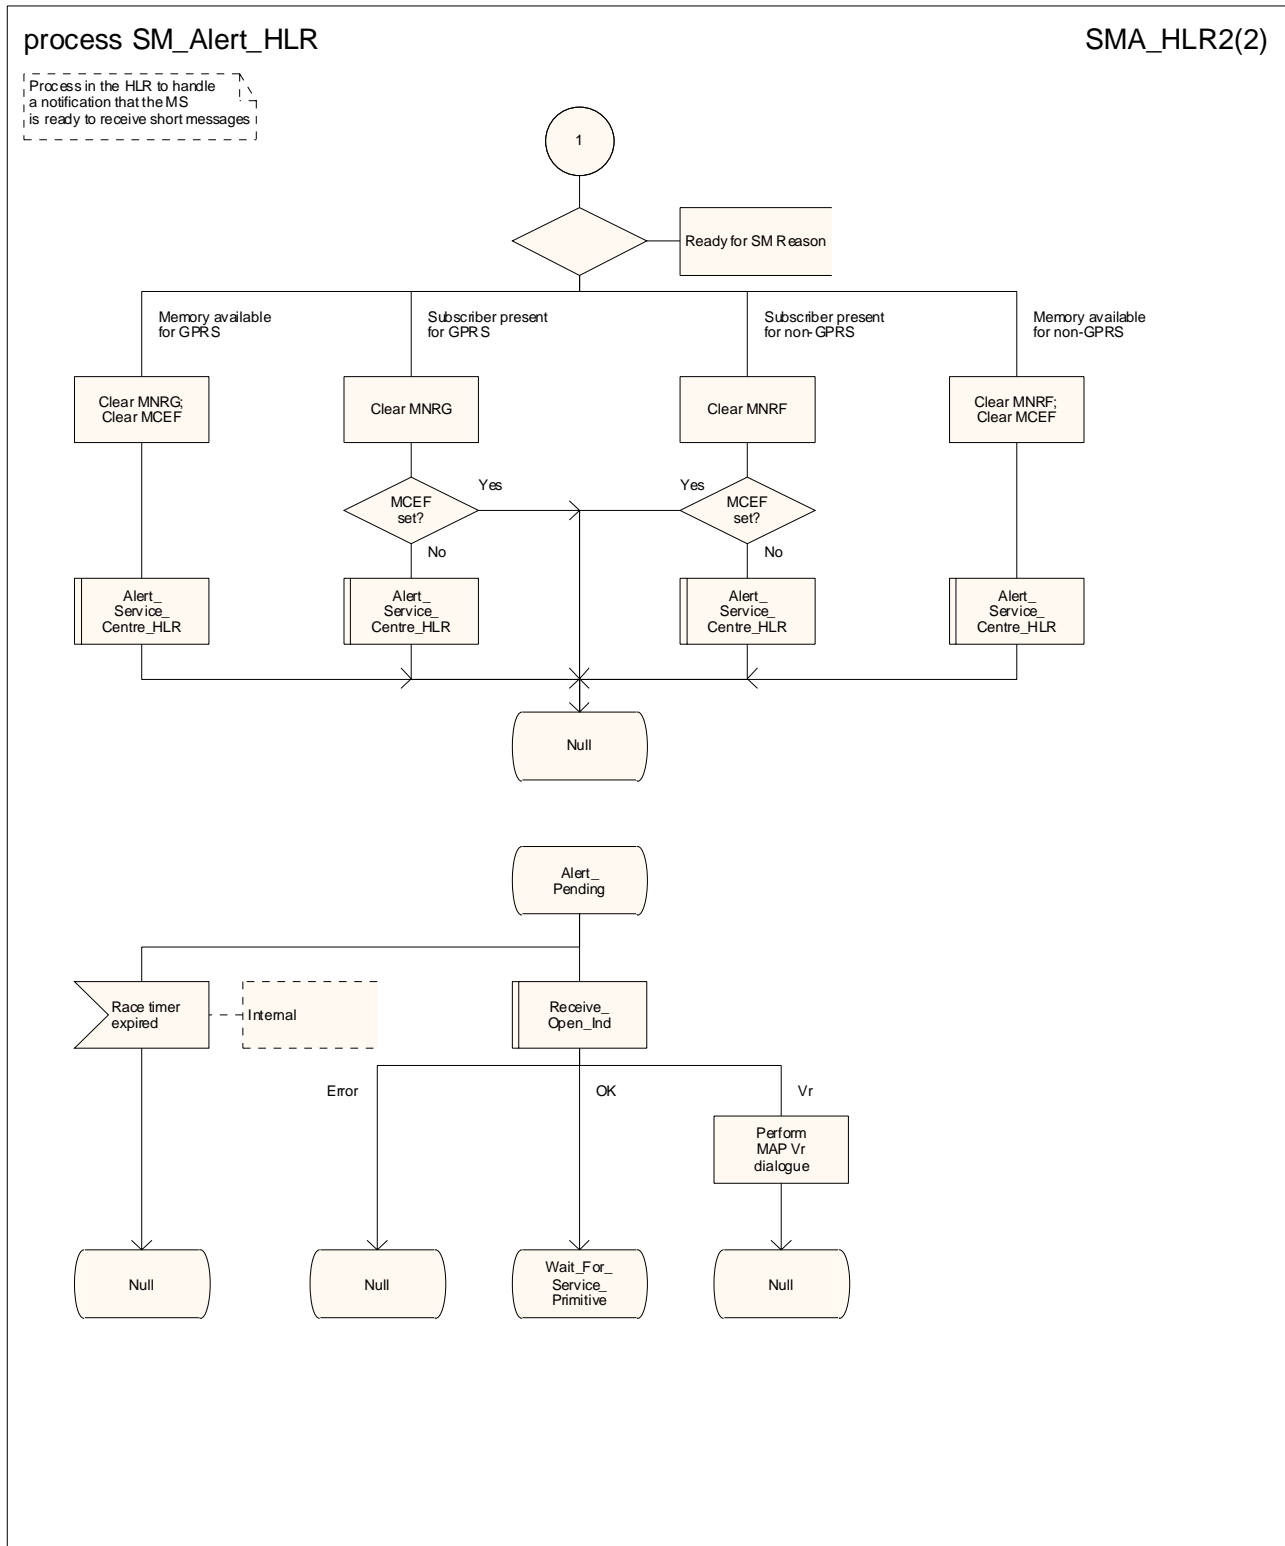 process SM_Alert_HLR
SMA_HLR2(2)
Process in the HLR to handle
a notification that the MS
is ready to receive short messages
1
Ready for SM Reason
Memory available
for GPRS
Subscriber present
for GPRS
Subscriber present
for non-GPRS
Memory available
for non-GPRS
Clear MNRG;
Clear MCEF
Clear MNRG
Clear MNRF
Clear MNRF;
Clear MCEF
MCEF
set?
Yes
No
Yes
MCEF
set?
No
Alert_
Service_
Centre_HLR
Alert_
Service_
Centre_HLR
Alert_
Service_
Centre_HLR
Alert_
Service_
Centre_HLR
Null
Alert_
Pending
Race timer
expired
Internal
Receive_
Open_Ind
Error
OK
Vr
Perform
MAP Vr
dialogue
Null
Null
Wait_For_
Service_
Primitive
Null